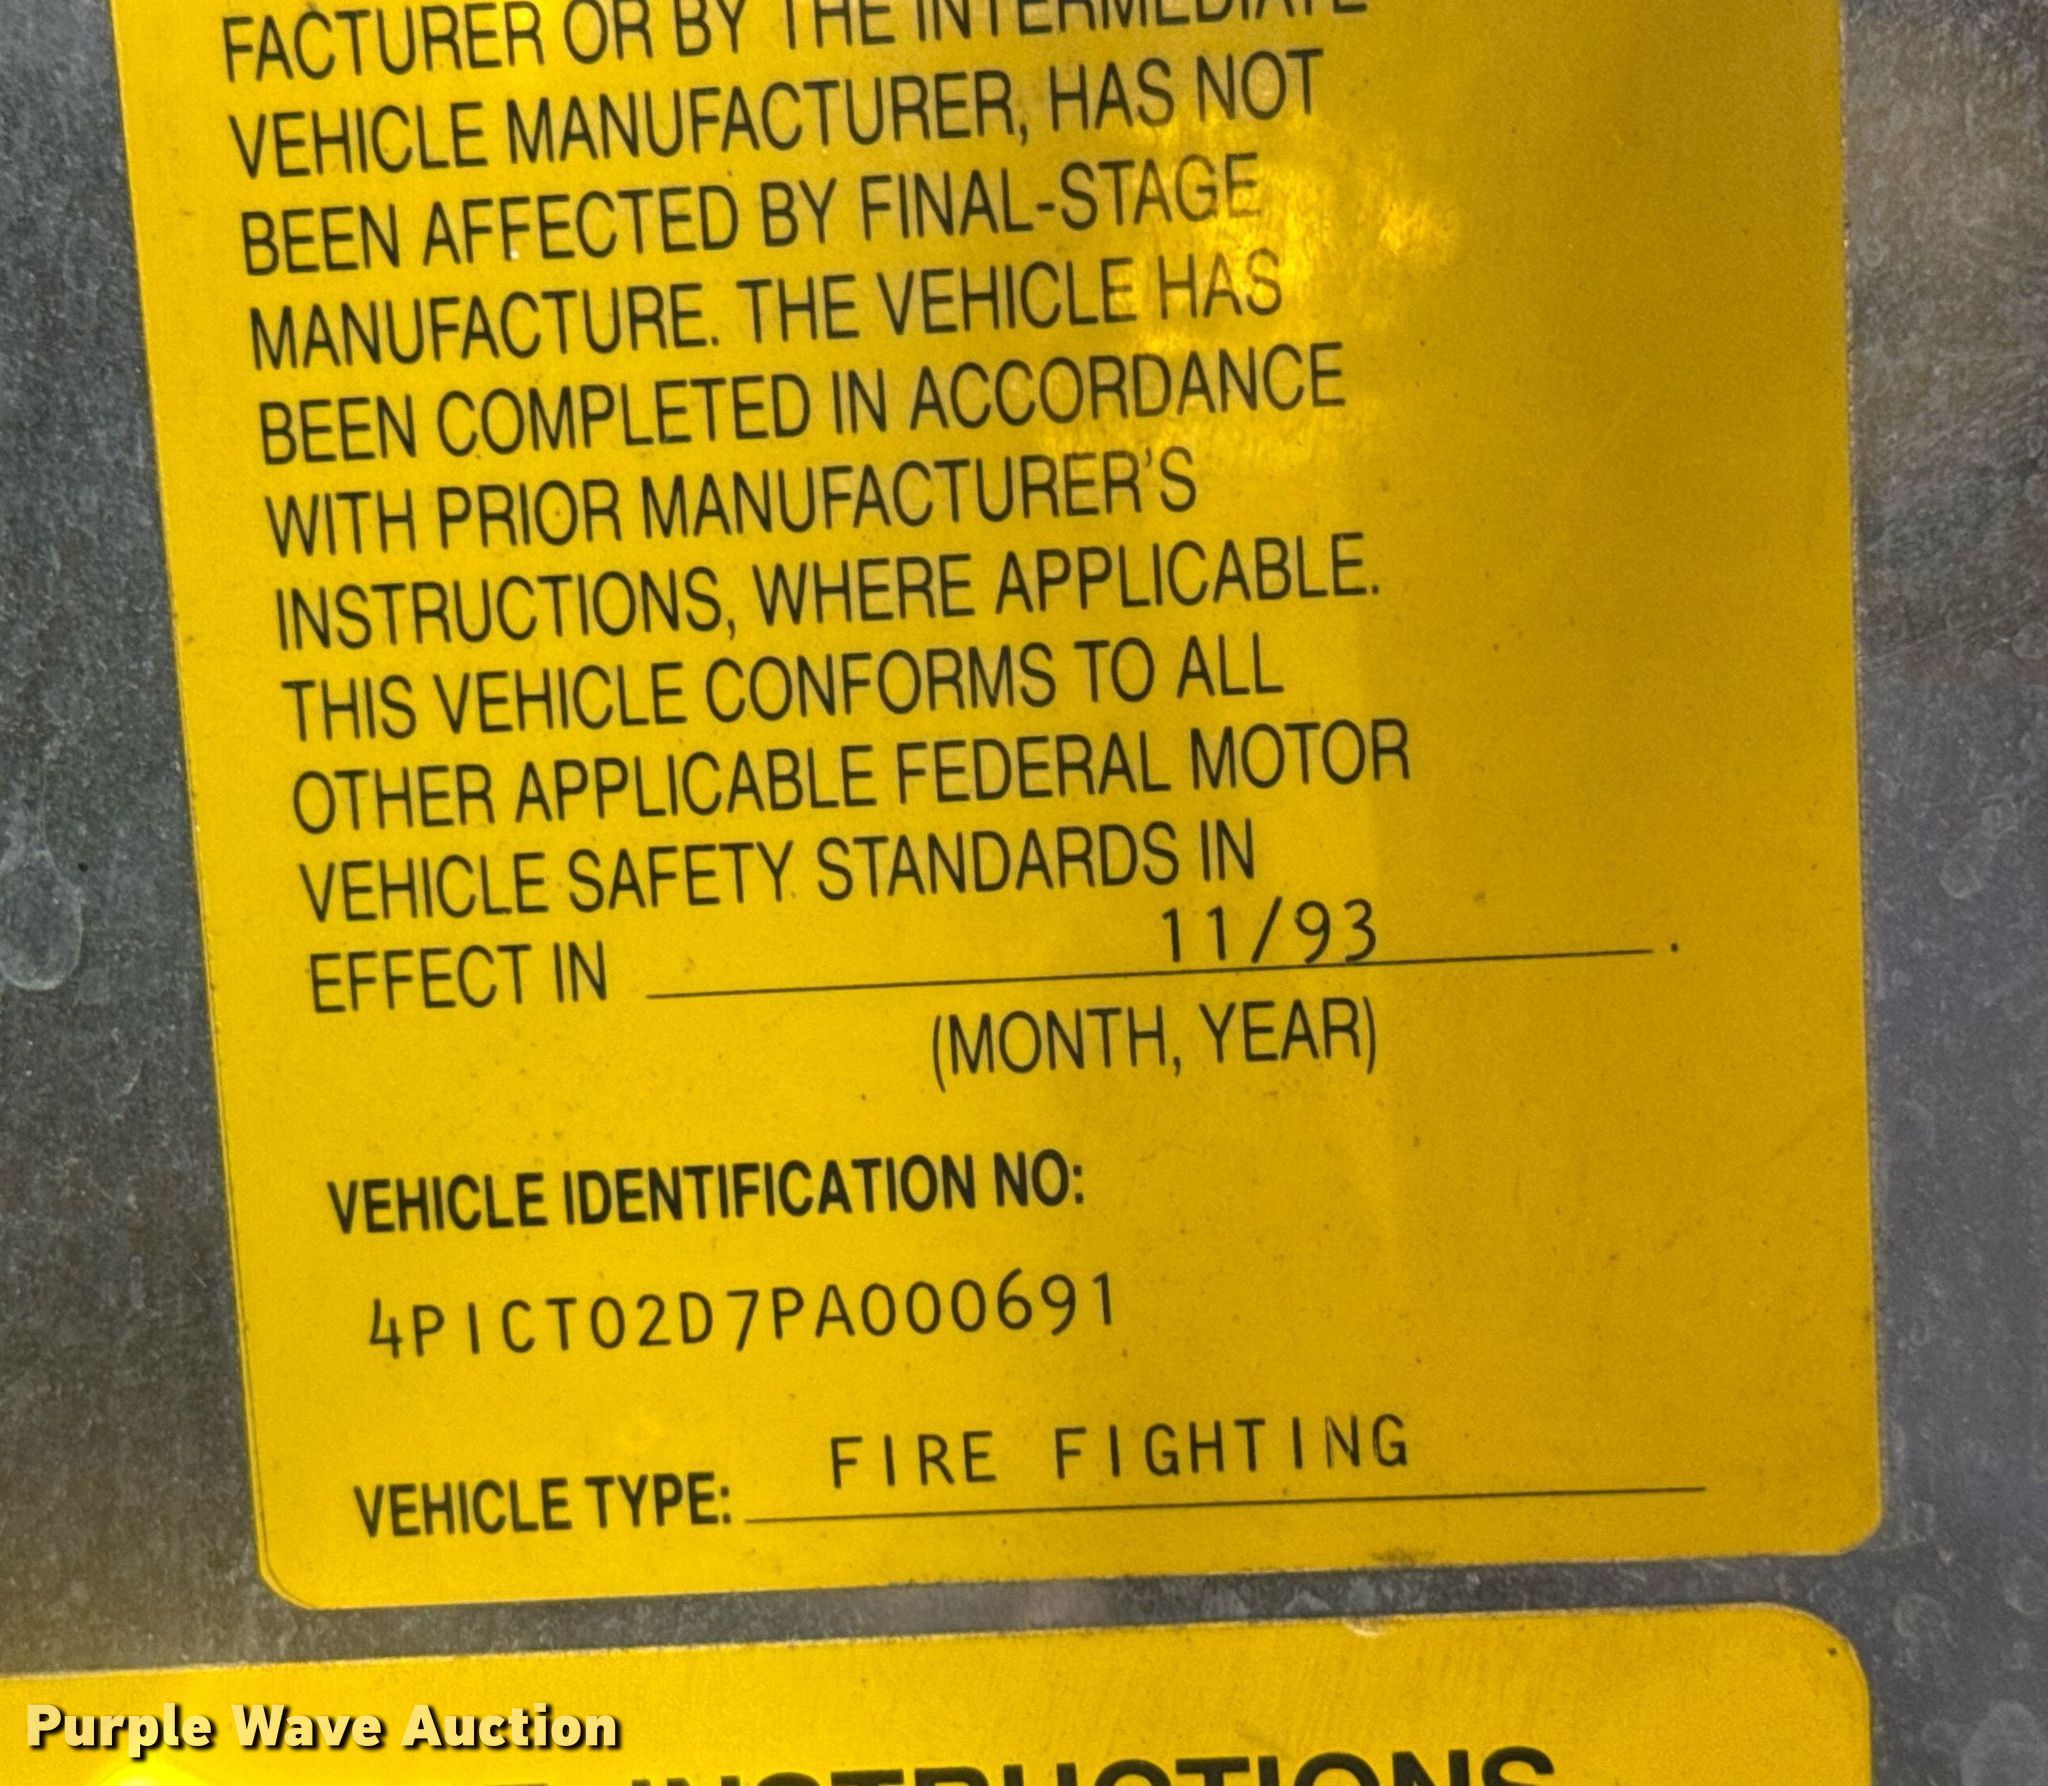 FACTURER OR BY THE INTERMEDIATE
VEHICLE MANUFACTURER, HAS NOT
BEEN AFFECTED BY FINAL-STAGE
MANUFACTURE. THE VEHICLE HAS
BEEN COMPLETED IN ACCORDANCE
WITH PRIOR MANUFACTURER'S
INSTRUCTIONS, WHERE APPLICABLE.
THIS VEHICLE CONFORMS TO ALL
OTHER APPLICABLE FEDERAL MOTOR
VEHICLE SAFETY STANDARDS IN
EFFECT IN 11/93.
(MONTH, YEAR)
VEHICLE IDENTIFICATION NO:
4PICT02D7PA000691
VEHICLE TYPE: FIRE FIGHTING
INSTRUCTIONS
Purple Wave Auction